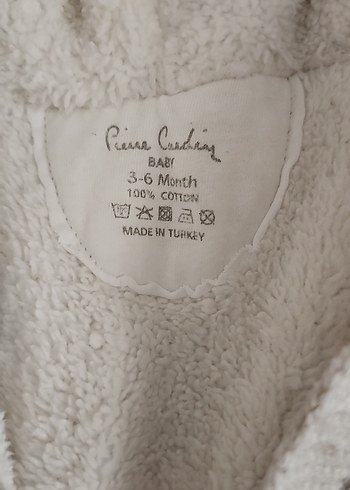 Pierre Cardin
BABY
3-6 Month
100% COTTON
MADE IN TURKEY